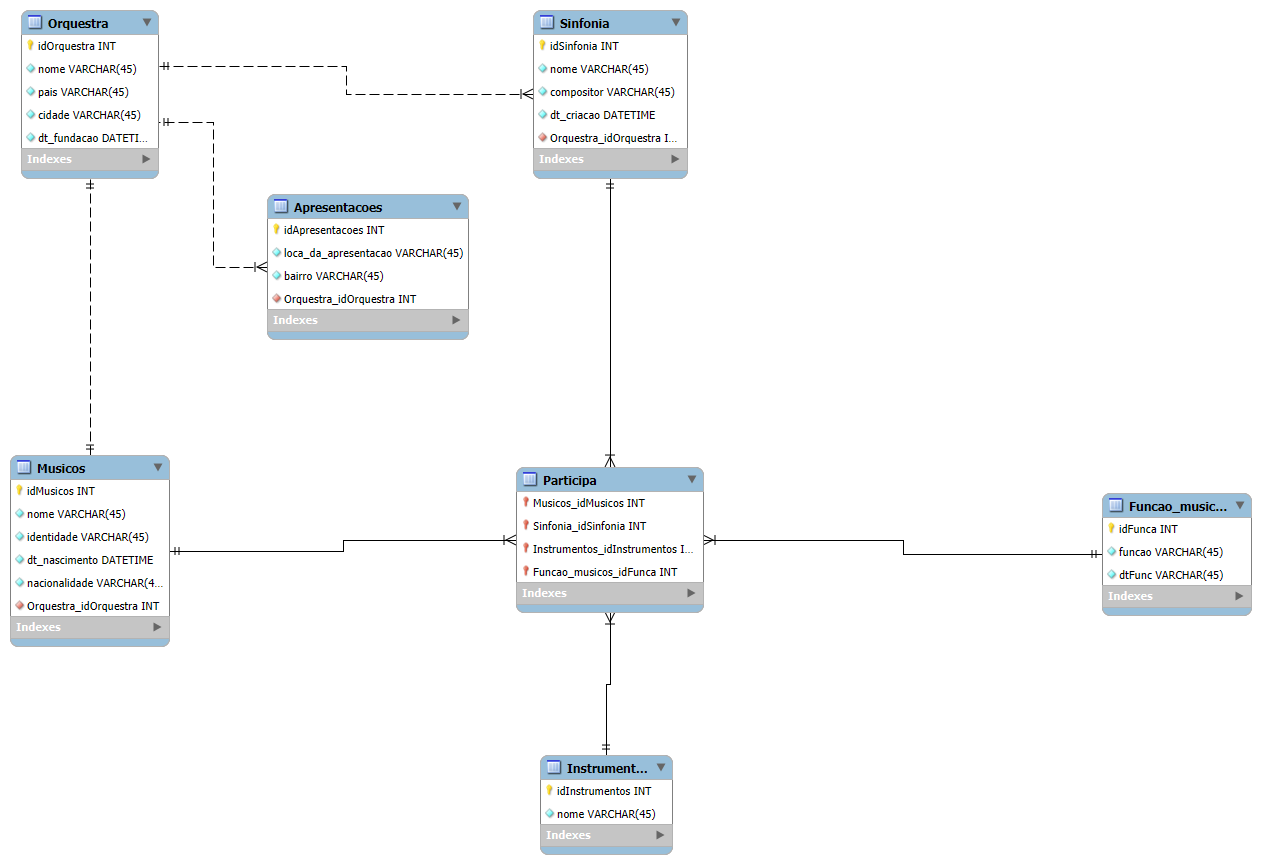 Orquestra
idOrquestra INT
nome VARCHAR(45)
pais VARCHAR(45)
cidade VARCHAR(45)
dt_fundacao DATETI...
Indexes
Sinfonia
idSinfonia INT
nome VARCHAR(45)
compositor VARCHAR(45)
dt_criacao DATETIME
Orquestra_idOrquestra I...
Indexes
Apresentacoes
idApresentacoes INT
loca_da_apresentacao VARCHAR(45)
bairro VARCHAR(45)
Orquestra_idOrquestra INT
Indexes
Musicos
idMusicos INT
nome VARCHAR(45)
identidade VARCHAR(45)
dt_nascimento DATETIME
nacionalidade VARCHAR(4...
Orquestra_idOrquestra INT
Indexes
Participa
Musicos_idMusicos INT
Sinfonia_idSinfonia INT
Instrumentos_idInstrumentos I...
Funcao_musicos_idFunca INT
Indexes
Funcao_music...
idFunca INT
funcao VARCHAR(45)
dtFunc VARCHAR(45)
Indexes
Instrument...
idInstrumentos INT
nome VARCHAR(45)
Indexes